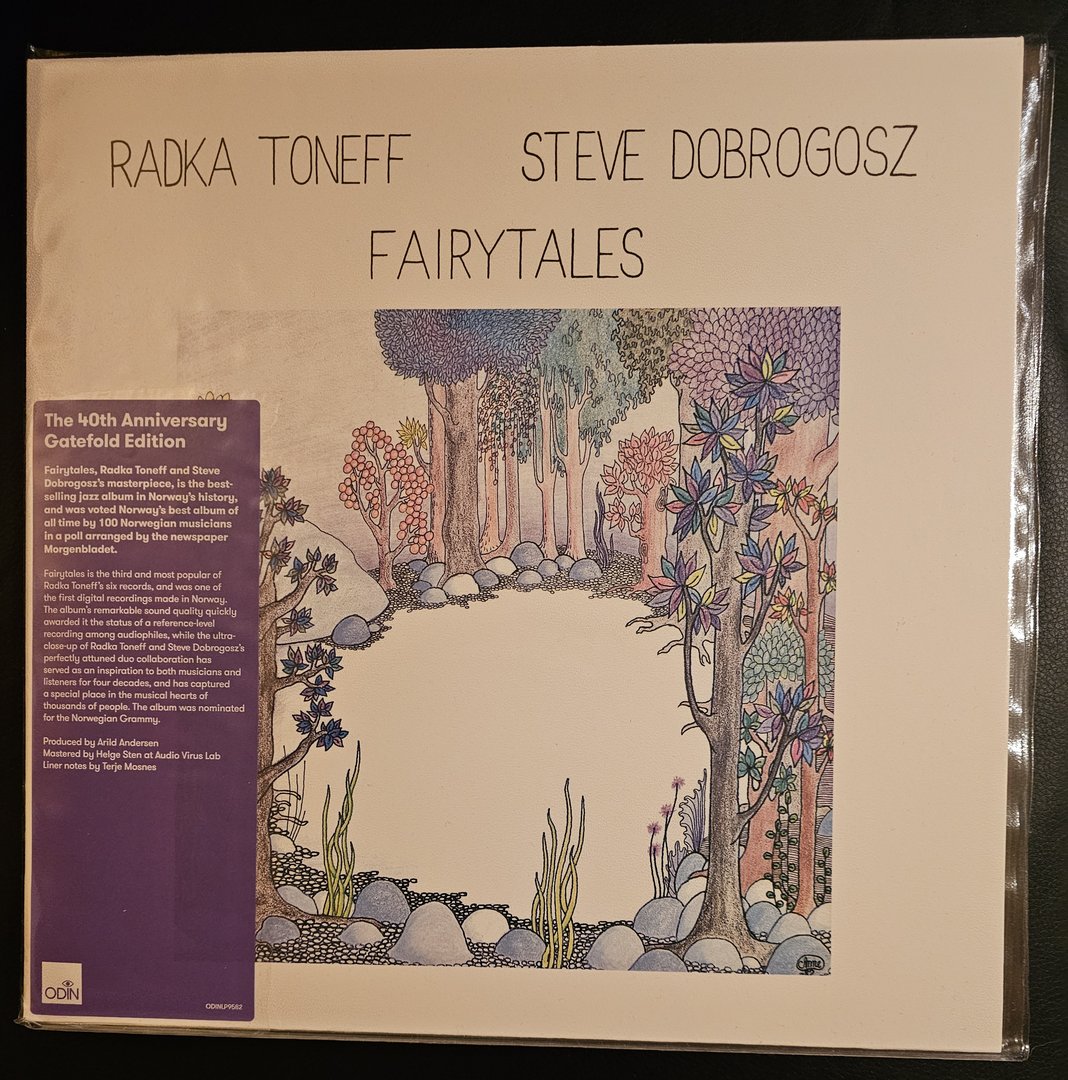 RADKA TONEFF STEVE DOBROGOSZ
FAIRYTALES
The 40th Anniversary
Gatefold Edition
Fairytales, Radka Toneff and Steve
Dobrogosz's masterpiece, is the best-
selling jazz album in Norway's history,
and was voted Norway's best album of
all time by 100 Norwegian musicians
in a poll arranged by the newspaper
Morgenbladet.
Fairytales is the third and most popular of
Radka Toneff's six records, and was one of
the first digital recordings made in Norway.
The album's remarkable sound quality quickly
awarded it the status of a reference-level
recording among audiophiles, while the ultra-
close-up of Radka Toneff and Steve Dobrogosz's
perfectly attuned duo collaboration has
served as an inspiration to both musicians and
listeners for four decades, and has captured
a special place in the musical hearts of
thousands of people. The album was nominated
for the Norwegian Grammy.
Produced by Arild Andersen
Mastered by Helge Sten at Audio Virus Lab
Liner notes by Terje Mosnes
ODIN
ODINLP9582